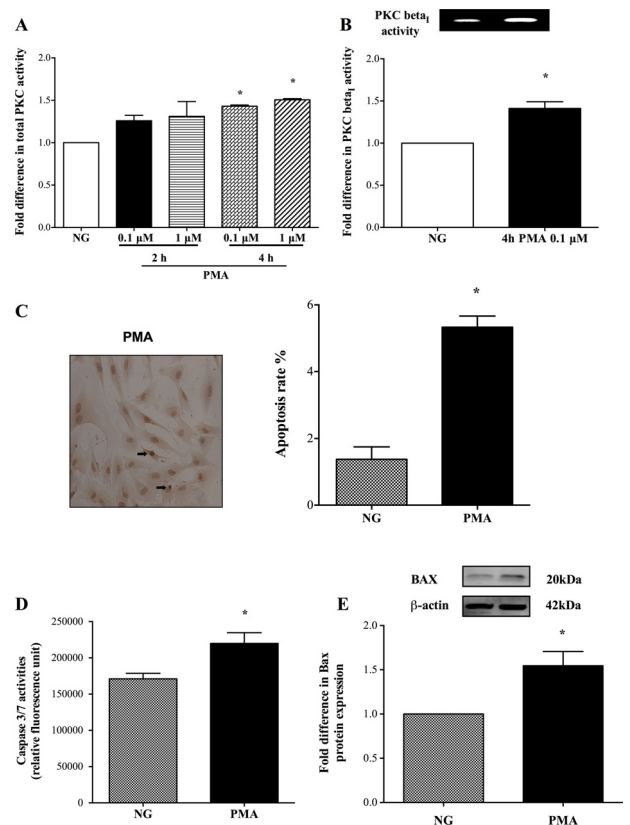 A
Fold difference in total PKC activity
2.0
1.5
1.0
0.5
0.0
*
*
NG
0.1 µM
1 µM
0.1 µM
1 µM
2 h
4 h
PMA
B
PKC beta_I
activity
Fold difference in PKC beta_I activity
2.0
1.5
1.0
0.5
0.0
*
NG
4h PMA 0.1 µM
C
PMA
Apoptosis rate %
6
4
2
0
*
NG
PMA
D
Caspase 3/7 activities
(relative fluorescence unit)
250000
200000
150000
100000
50000
0
*
NG
PMA
E
BAX
20kDa
β-actin
42kDa
Fold difference in Bax
protein expression
2.0
1.5
1.0
0.5
0.0
*
NG
PMA